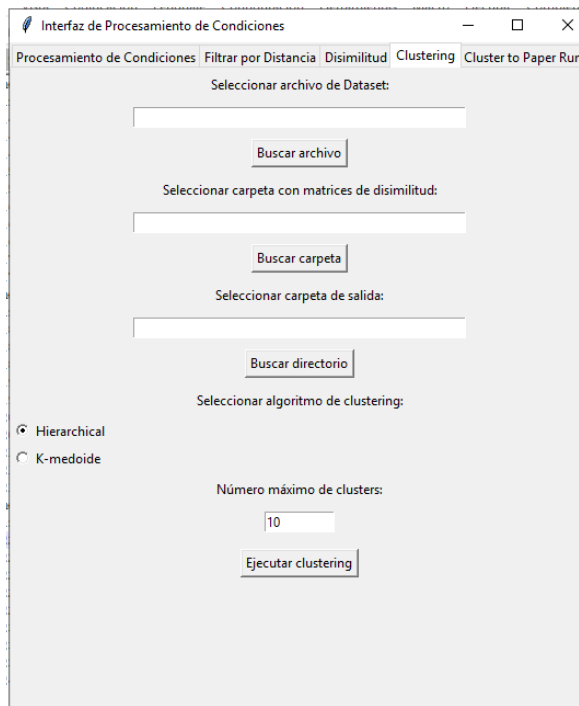 Interfaz de Procesamiento de Condiciones
Procesamiento de Condiciones Filtrar por Distancia Disimilitud Clustering Cluster to Paper Run
Seleccionar archivo de Dataset:
Buscar archivo
Seleccionar carpeta con matrices de disimilitud:
Buscar carpeta
Seleccionar carpeta de salida:
Buscar directorio
Seleccionar algoritmo de clustering:
Hierarchical
K-medoide
Número máximo de clusters:
10
Ejecutar clustering